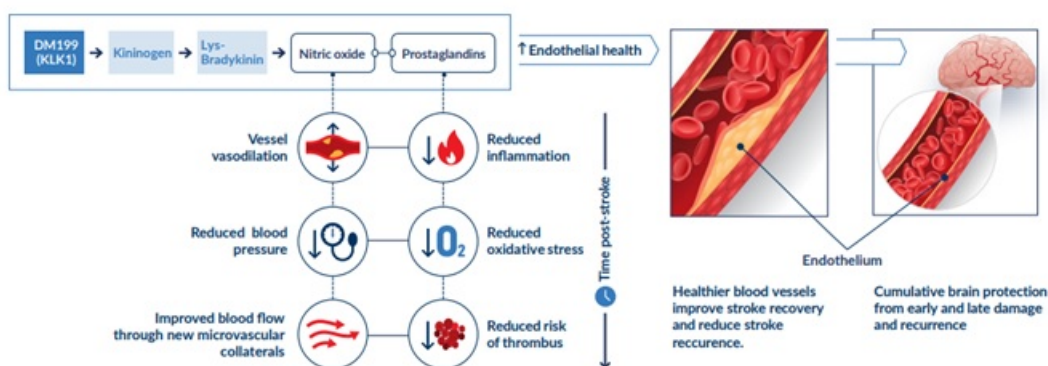 DM199
(KLK1)
Kininogen
Lys-
Bradykinin
Nitric oxide
Prostaglandins
↑ Endothelial health
Vessel
vasodilation
Reduced
inflammation
Reduced blood
pressure
O2
Reduced
oxidative stress
Improved blood flow
through new microvascular
collaterals
Reduced risk
of thrombus
Time post-stroke
Endothelium
Healthier blood vessels
improve stroke recovery
and reduce stroke
reccurence.
Cumulative brain protection
from early and late damage
and recurrence